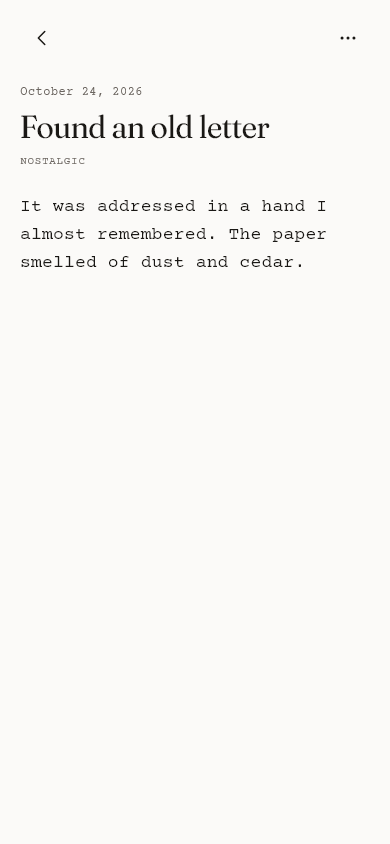 October 24, 2026
Found an old letter
NOSTALGIC
It was addressed in a hand I
almost remembered. The paper
smelled of dust and cedar.